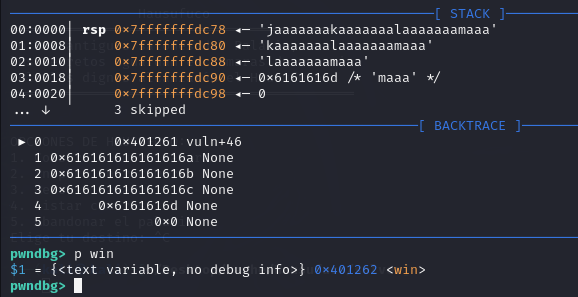 [ STACK ]
00:0000│ rsp 0x7fffffffdc78 ◂— 'jaaaaaaakaaaaaaalaaaaaaamaaa'
01:0008│     0x7fffffffdc80 ◂— 'kaaaaaaalaaaaaaamaaa'
02:0010│     0x7fffffffdc88 ◂— 'laaaaaaamaaa'
03:0018│     0x7fffffffdc90 ◂— 0x6161616d /* 'maaa' */
04:0020│     0x7fffffffdc98 ◂— 0
... ↓        3 skipped
[ BACKTRACE ]
► 0         0x401261 vuln+46
1 0x616161616161616a None
2 0x616161616161616b None
3 0x616161616161616c None
4       0x6161616d None
5              0x0 None
pwndbg> p win
$1 = {<text variable, no debug info>} 0x401262 <win>
pwndbg>